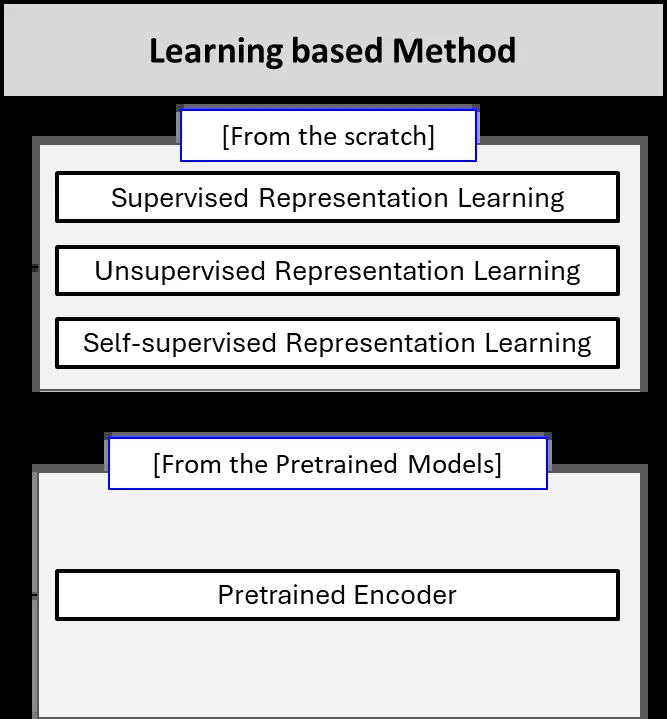 Learning based Method
[From the scratch]
Supervised Representation Learning
Unsupervised Representation Learning
Self-supervised Representation Learning
[From the Pretrained Models]
Pretrained Encoder